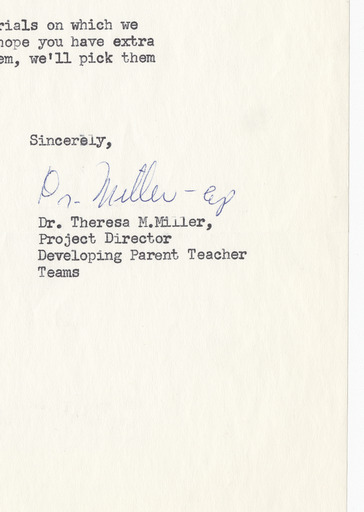 rials on which we
hope you have extra
em, we'll pick them
Sincerely,
Dr. Miller - ap
Dr. Theresa M.Miller,
Project Director
Developing Parent Teacher
Teams